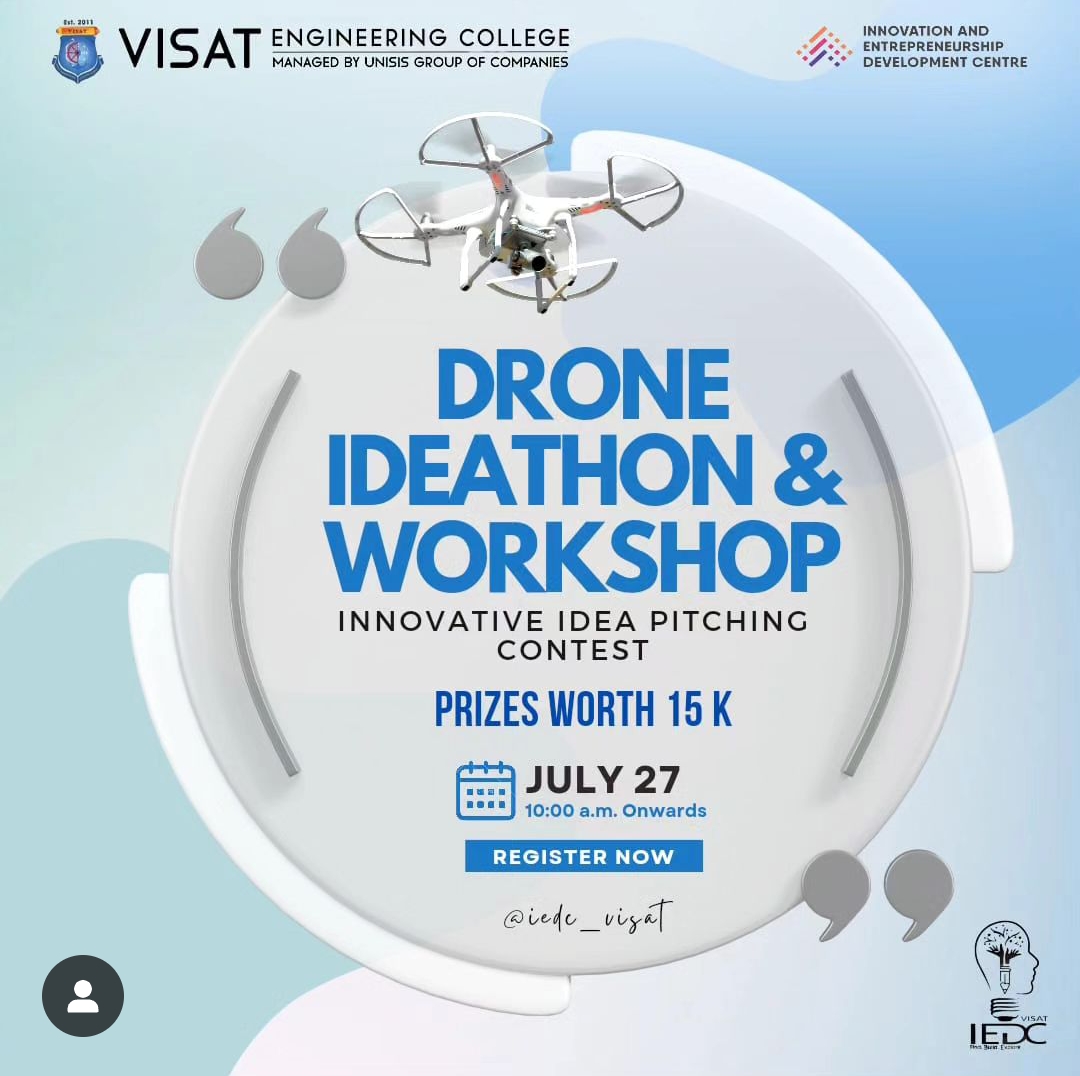 Est. 2011
VISAT
VISAT ENGINEERING COLLEGE
MANAGED BY UNISIS GROUP OF COMPANIES
INNOVATION AND
ENTREPRENEURSHIP
DEVELOPMENT CENTRE
DRONE
IDEATHON &
WORKSHOP
INNOVATIVE IDEA PITCHING
CONTEST
PRIZES WORTH 15 K
JULY 27
10:00 a.m. Onwards
REGISTER NOW
@iedc_visat
VISAT
IEDC